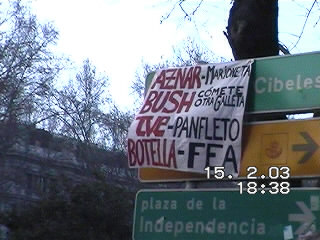 AZNAR-MARIONETA
BUSH CÓMETE
OTRA GALLETA
TVE-PANFLETO
BOTELLA-FFA
Cibeles
15. 2.03
18:38
plaza de la
Independencia